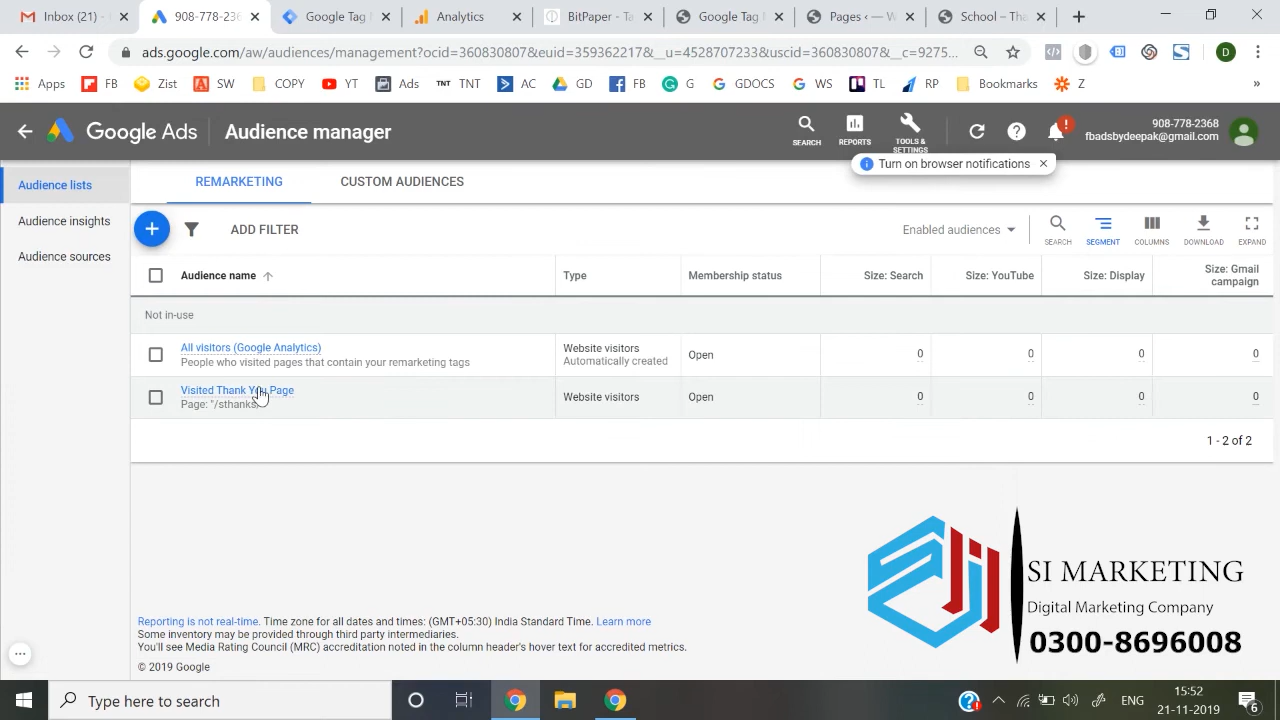 Inbox (21) -
908-778-236
Google Tag M
Analytics
BitPaper - Ta
Google Tag M
Pages ‹ — W
School – Tha
ads.google.com/aw/audiences/management?ocid=360830807&euid=359362217&__u=4528707233&uscid=360830807&__c=9275...
D
Apps
FB
Zist
SW
COPY
YT
Ads
TNT TNT
AC
GD
FB
G
GDOCS
WS
TL
RP
Bookmarks
Z
»
Google Ads
Audience manager
SEARCH
REPORTS
TOOLS & SETTINGS
908-778-2368
fbadsbydeepak@gmail.com
Turn on browser notifications
Audience lists
Audience insights
Audience sources
REMARKETING
CUSTOM AUDIENCES
ADD FILTER
Enabled audiences
SEARCH
SEGMENT
COLUMNS
DOWNLOAD
EXPAND
Audience name
Type
Membership status
Size: Search
Size: YouTube
Size: Display
Size: Gmail campaign
Not in-use
All visitors (Google Analytics)
People who visited pages that contain your remarketing tags
Website visitors
Automatically created
Open
0
0
0
0
Visited Thank You Page
Page: "/sthanks
Website visitors
Open
0
0
0
0
1 - 2 of 2
SI MARKETING
Digital Marketing Company
0300-8696008
Reporting is not real-time. Time zone for all dates and times: (GMT+05:30) India Standard Time. Learn more
Some inventory may be provided through third party intermediaries.
You'll see Media Rating Council (MRC) accreditation noted in the column header's hover text for accredited metrics.
© 2019 Google
Type here to search
ENG
15:52
21-11-2019
6